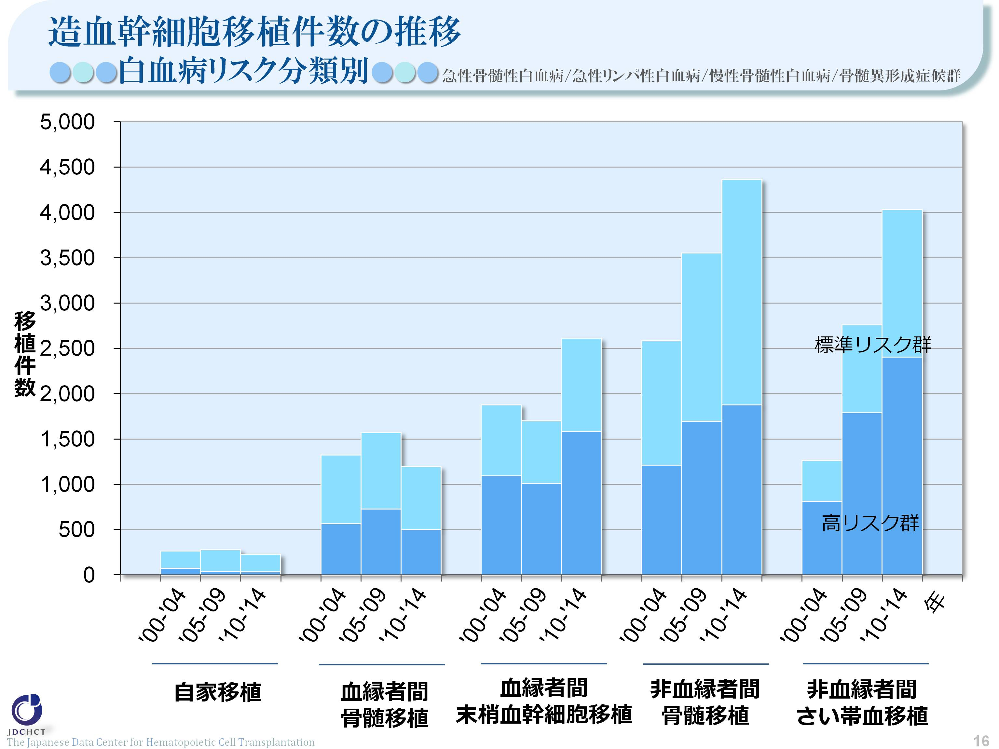 造血幹細胞移植件数の推移
白血病リスク分類別 急性骨髄性白血病/急性リンパ性白血病/慢性骨髄性白血病/骨髄異形成症候群
5,000
4,500
4,000
3,500
3,000
2,500
2,000
1,500
1,000
500
0
移植件数
標準リスク群
高リスク群
'00-'04 '05-'09 '10-'14 '00-'04 '05-'09 '10-'14 '00-'04 '05-'09 '10-'14 '00-'04 '05-'09 '10-'14 '00-'04 '05-'09 '10-'14 年
自家移植
血縁者間
骨髄移植
血縁者間
末梢血幹細胞移植
非血縁者間
骨髄移植
非血縁者間
さい帯血移植
JDCHCT
The Japanese Data Center for Hematopoietic Cell Transplantation
16